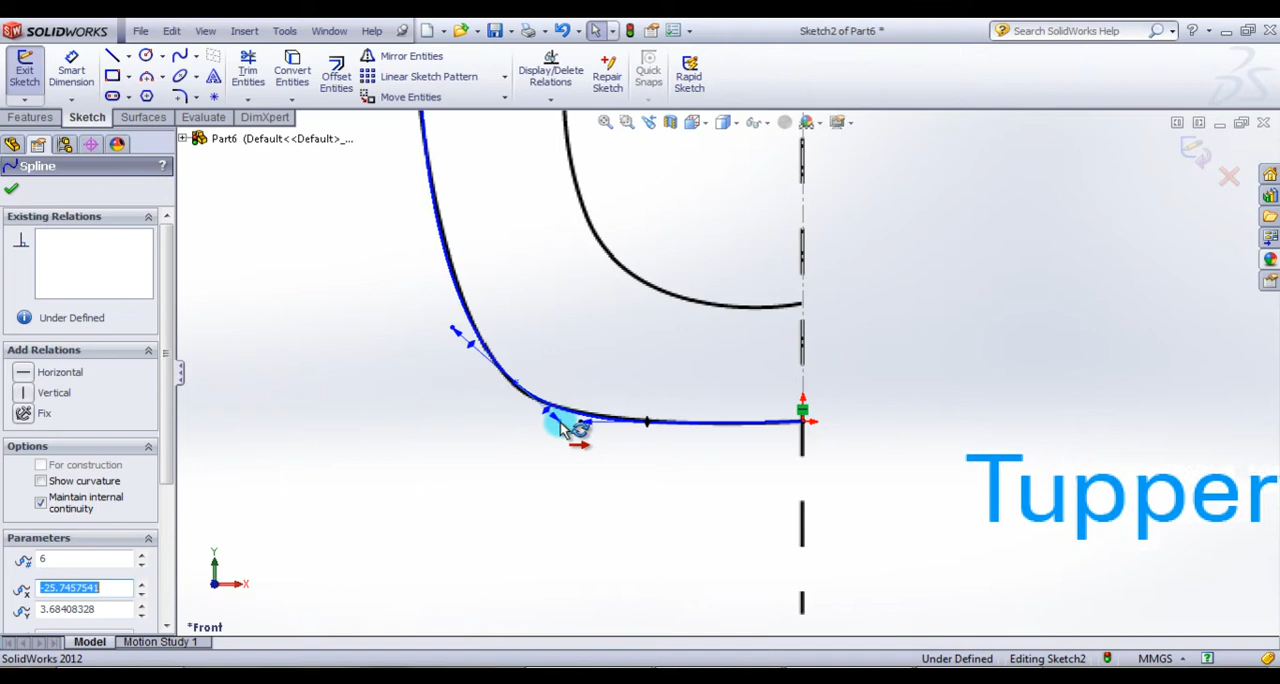 SOLIDWORKS File Edit View Insert Tools Window Help Sketch2 of Part6 * Search SolidWorks Help
Exit Sketch Smart Dimension Trim Entities Convert Entities Offset Entities Mirror Entities Linear Sketch Pattern Move Entities Display/Delete Relations Repair Sketch Quick Snaps Rapid Sketch
Features Sketch Surfaces Evaluate DimXpert
Part6 (Default<<Default>_...
Spline ?
Existing Relations
Under Defined
Add Relations
Horizontal
Vertical
Fix
Options
For construction
Show curvature
Maintain internal
continuity
Parameters
6
-25.7457541
3.68408328
Tupper
Y
X
*Front
Model Motion Study 1
SolidWorks 2012 Under Defined Editing Sketch2 MMGS